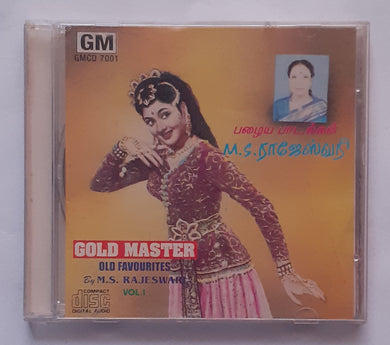 GM
GMCD 7001
பழைய பாடல்கள்
M.S.ராஜேஸ்வரி
GOLD MASTER
OLD FAVOURITES
By M.S. RAJESWARI
VOL.1
COMPACT
disc
DIGITAL AUDIO